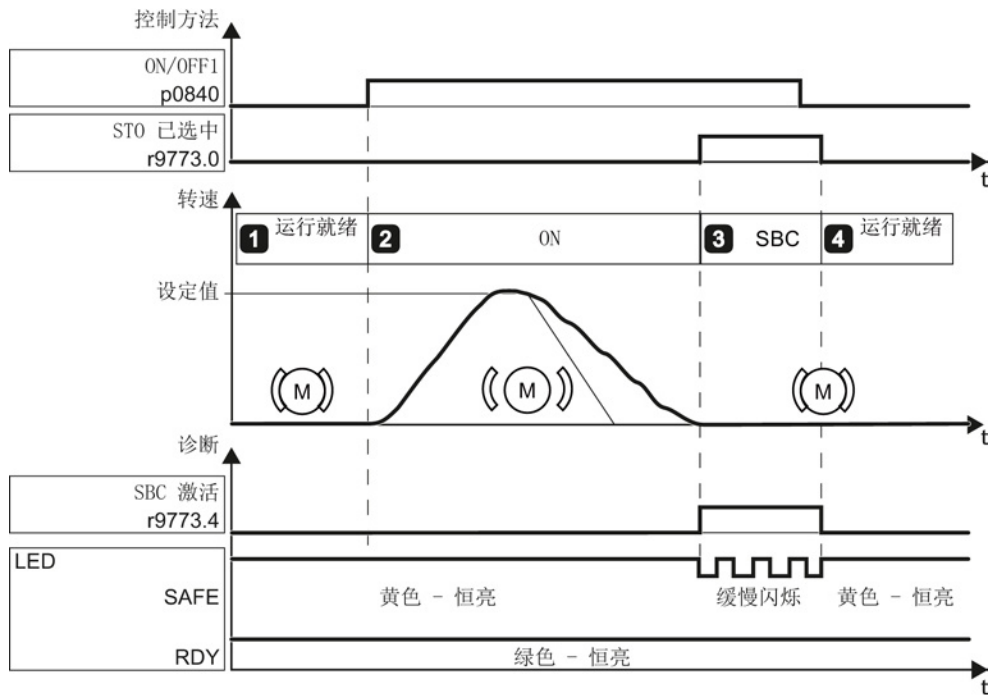 控制方法
ON/OFF1
p0840
STO 已选中
r9773.0
t
转速
1 运行就绪 2 ON 3 SBC 4 运行就绪
设定值
M M M
t
诊断
SBC 激活
r9773.4
LED
SAFE 黄色 - 恒亮 缓慢闪烁 黄色 - 恒亮
RDY 绿色 - 恒亮
t